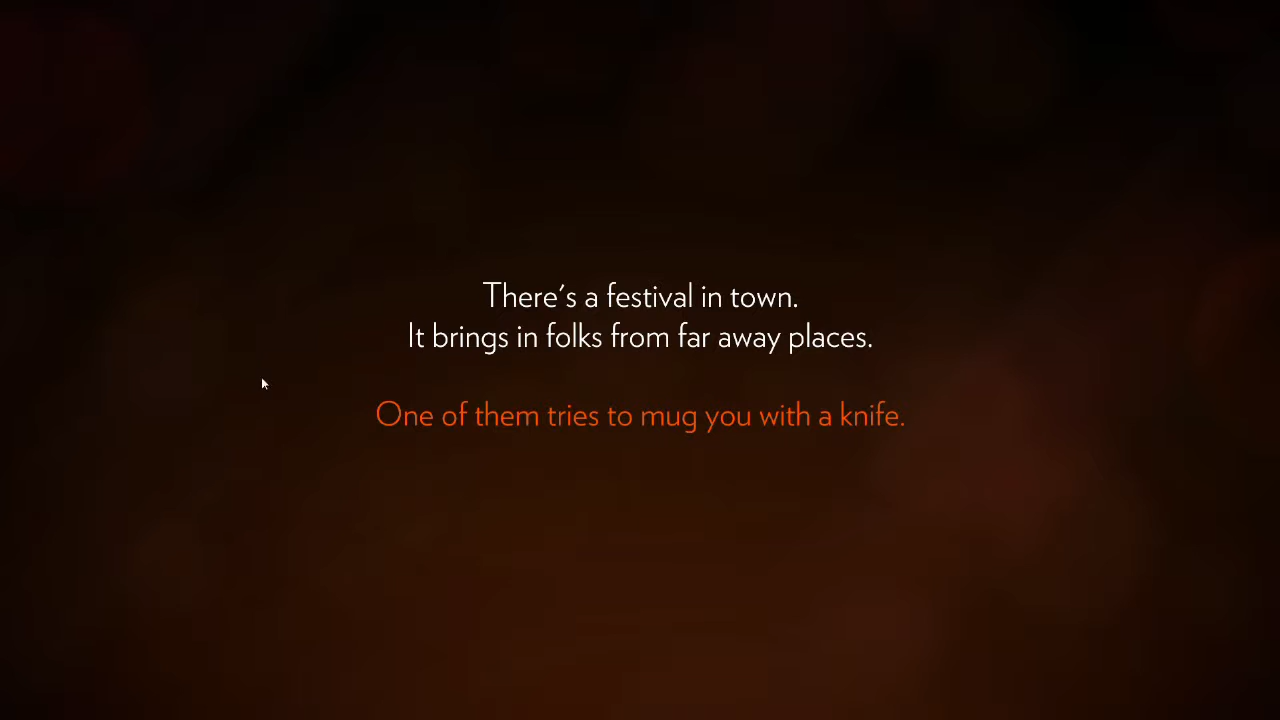 There's a festival in town.
It brings in folks from far away places.
One of them tries to mug you with a knife.